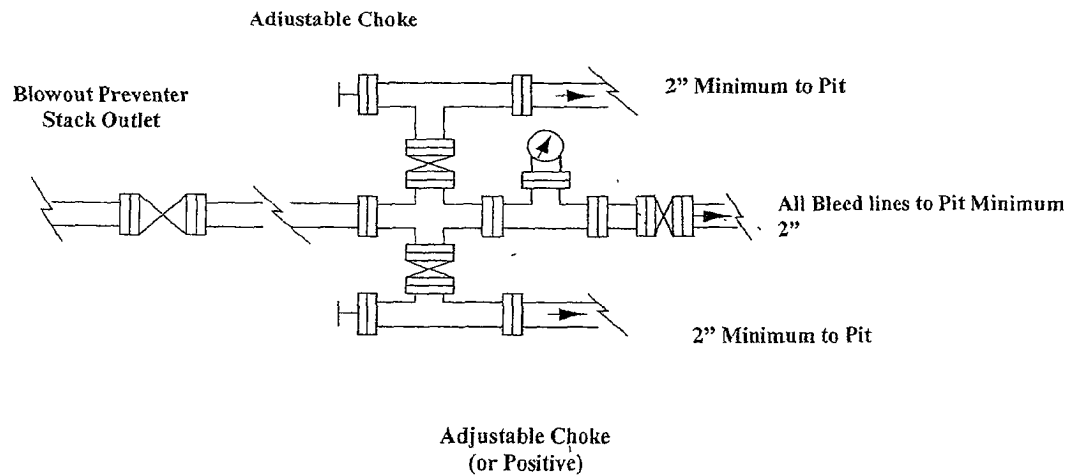 Adjustable Choke
Blowout Preventer
Stack Outlet
2” Minimum to Pit
All Bleed lines to Pit Minimum
2”
2” Minimum to Pit
Adjustable Choke
(or Positive)